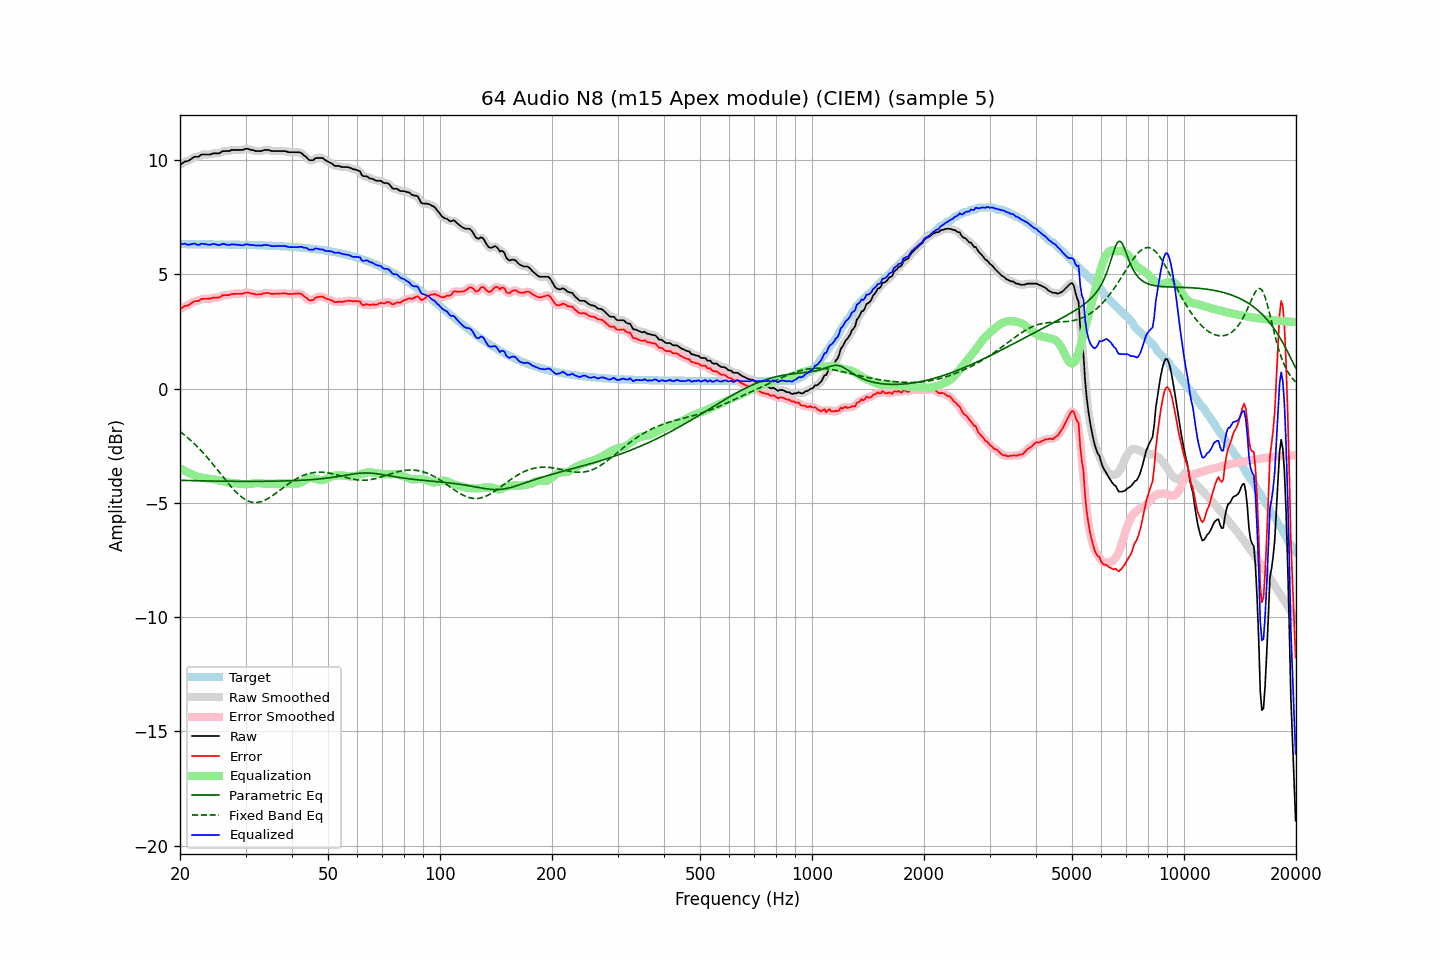 64 Audio N8 (m15 Apex module) (CIEM) (sample 5)
Amplitude (dBr)
10
5
0
−5
−10
−15
−20
Target
Raw Smoothed
Error Smoothed
Raw
Error
Equalization
Parametric Eq
Fixed Band Eq
Equalized
20 50 100 200 500 1000 2000 5000 10000 20000
Frequency (Hz)